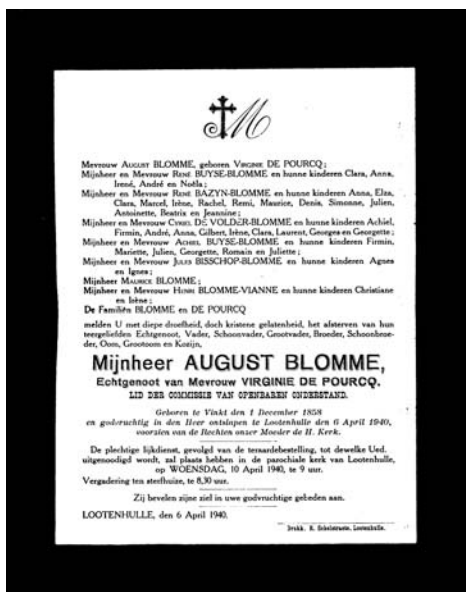 M
Mevrouw AUGUST BLOMME, geboren VIRGINIE DE POURCQ;
Mijnheer en Mevrouw RENÉ BUYSE-BLOMME en hunne kinderen Clara, Anna,
Irené, André en Noëla;
Mijnheer en Mevrouw RENÉ BAZYN-BLOMME en hunne kinderen Anna, Elza,
Clara, Marcel, Irène, Rachel, Remi, Maurice, Denis, Simonne, Julien,
Antoinette, Beatrix en Jeannine;
Mijnheer en Mevrouw CYRIEL DE VOLDER-BLOMME en hunne kinderen Achiel,
Firmin, André, Anna, Gilbert, Irène, Clara, Laurent, Georges en Georgette;
Mijnheer en Mevrouw ACHIEL BUYSE-BLOMME en hunne kinderen Firmin,
Mariette, Julien, Georgette, Romain en Juliette;
Mijnheer en Mevrouw JULES BISSCHOP-BLOMME en hunne kinderen Agnes
en Ignes;
Mijnheer MAURICE BLOMME;
Mijnheer en Mevrouw HENRI BLOMME-VIANNE en hunne kinderen Christiane
en Irène;
De Familiën BLOMME en DE POURCQ
melden U met diepe droefheid, doch kristene gelatenheid, het afsterven van hun
teergeliefden Echtgenoot, Vader, Schoonvader, Grootvader, Broeder, Schoonbroe-
der, Oom, Grootoom en Kozijn,
Mijnheer AUGUST BLOMME,
Echtgenoot van Mevrouw VIRGINIE DE POURCQ,
LID DER COMMISSIE VAN OPENBAREN ONDERSTAND.
Geboren te Vinkt den 1 December 1858
en godvruchtig in den Heer ontslapen te Lootenhulle den 6 April 1940,
voorzien van de Rechten onzer Moeder de H. Kerk.
De plechtige lijkdienst, gevolgd van de teraardebestelling, tot dewelke Ued.
uitgenoodigd wordt, zal plaats hebben in de parochiale kerk van Lootenhulle,
op WOENSDAG, 10 April 1940, te 9 uur.
Vergadering ten sterfhuize, te 8,30 uur.
Zij bevelen zijne ziel in uwe godvruchtige gebeden aan.
LOOTENHULLE, den 6 April 1940.
Drukk. Lootenhulle.